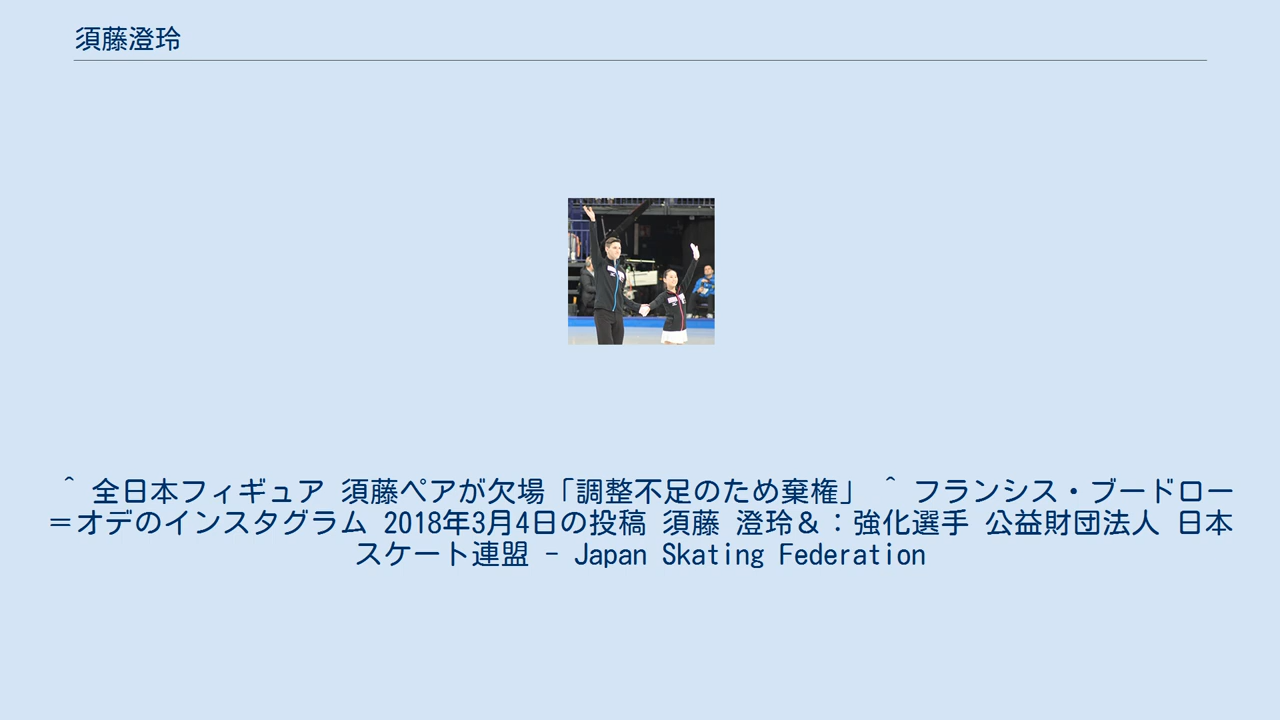 須藤澄玲
^ 全日本フィギュア 須藤ペアが欠場「調整不足のため棄権」 ^ フランシス・ブードロー
＝オデのインスタグラム 2018年3月4日の投稿 須藤 澄玲＆：強化選手 公益財団法人 日本
スケート連盟 - Japan Skating Federation